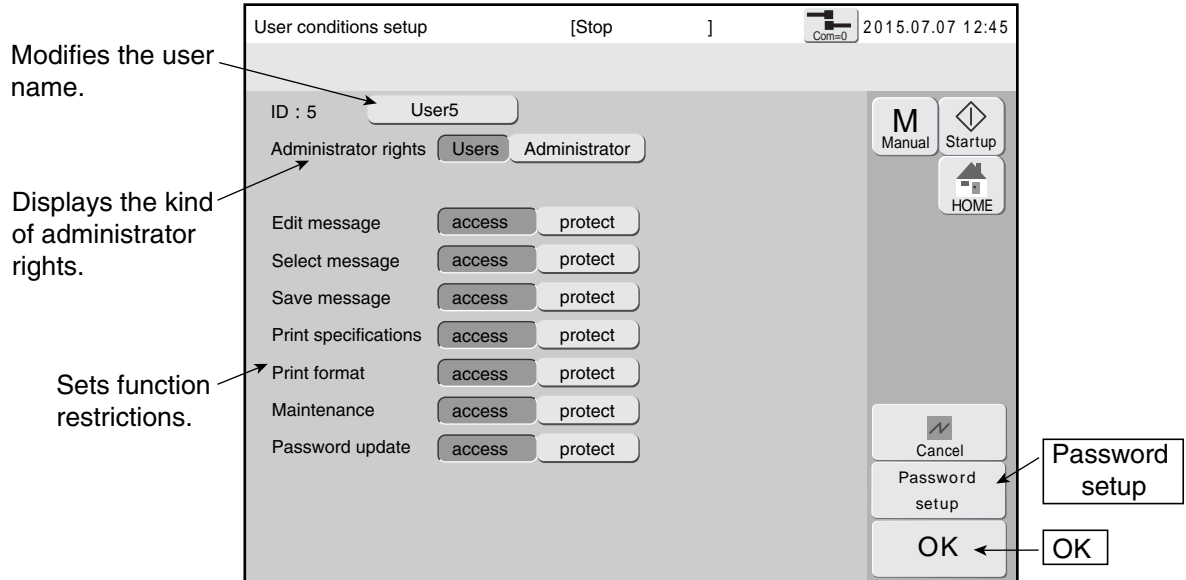 User conditions setup [Stop ] Com=0 2015.07.07 12:45
Modifies the user
name.
ID : 5 User5
Administrator rights Users Administrator
M
Manual
Startup
HOME
Displays the kind
of administrator
rights.
Edit message access protect
Select message access protect
Save message access protect
Print specifications access protect
Print format access protect
Maintenance access protect
Password update access protect
Sets function
restrictions.
Cancel
Password
setup
OK
Password
setup
OK